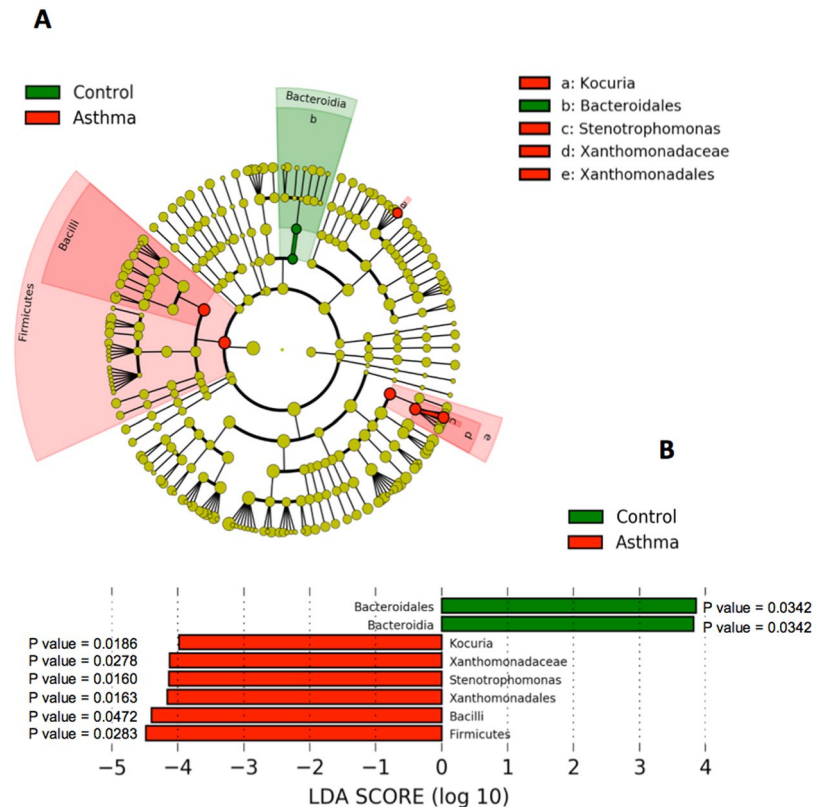 A
Control
Asthma
a: Kocuria
b: Bacteroidales
c: Stenotrophomonas
d: Xanthomonadaceae
e: Xanthomonadales
Bacteroidia
b
a
Bacilli
Firmicutes
c
d
e
B
Control
Asthma
Bacteroidales P value = 0.0342
Bacteroidia P value = 0.0342
P value = 0.0186 Kocuria
P value = 0.0278 Xanthomonadaceae
P value = 0.0160 Stenotrophomonas
P value = 0.0163 Xanthomonadales
P value = 0.0472 Bacilli
P value = 0.0283 Firmicutes
−5 −4 −3 −2 −1 0 1 2 3 4
LDA SCORE (log 10)